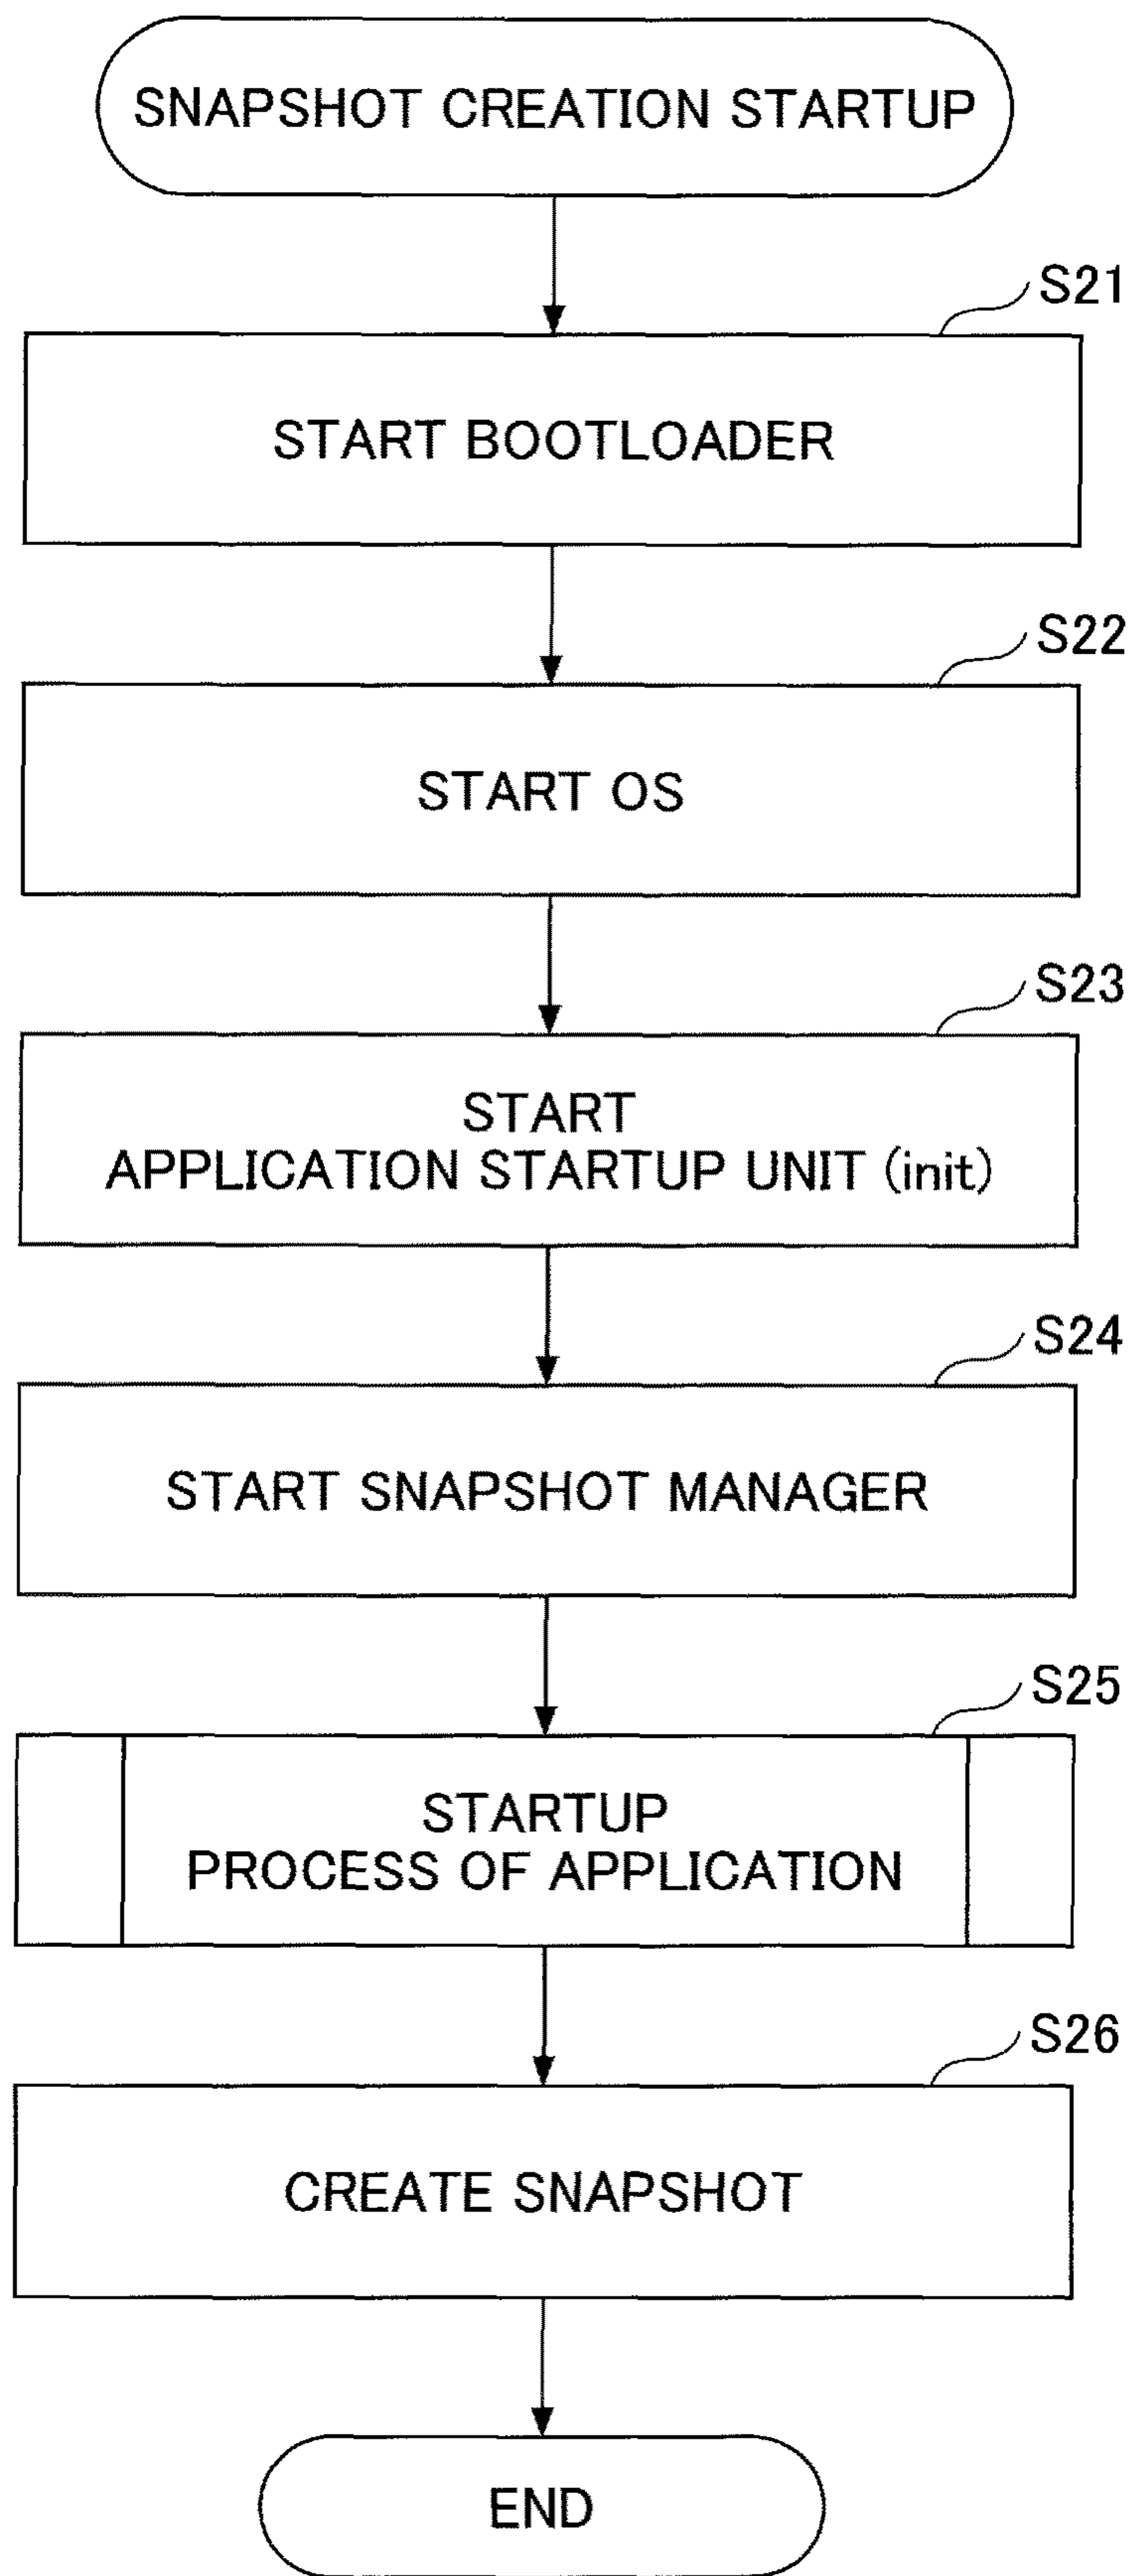 SNAPSHOT CREATION STARTUP
S21
START BOOTLOADER
S22
START OS
S23
START
APPLICATION STARTUP UNIT (init)
S24
START SNAPSHOT MANAGER
S25
STARTUP
PROCESS OF APPLICATION
S26
CREATE SNAPSHOT
END